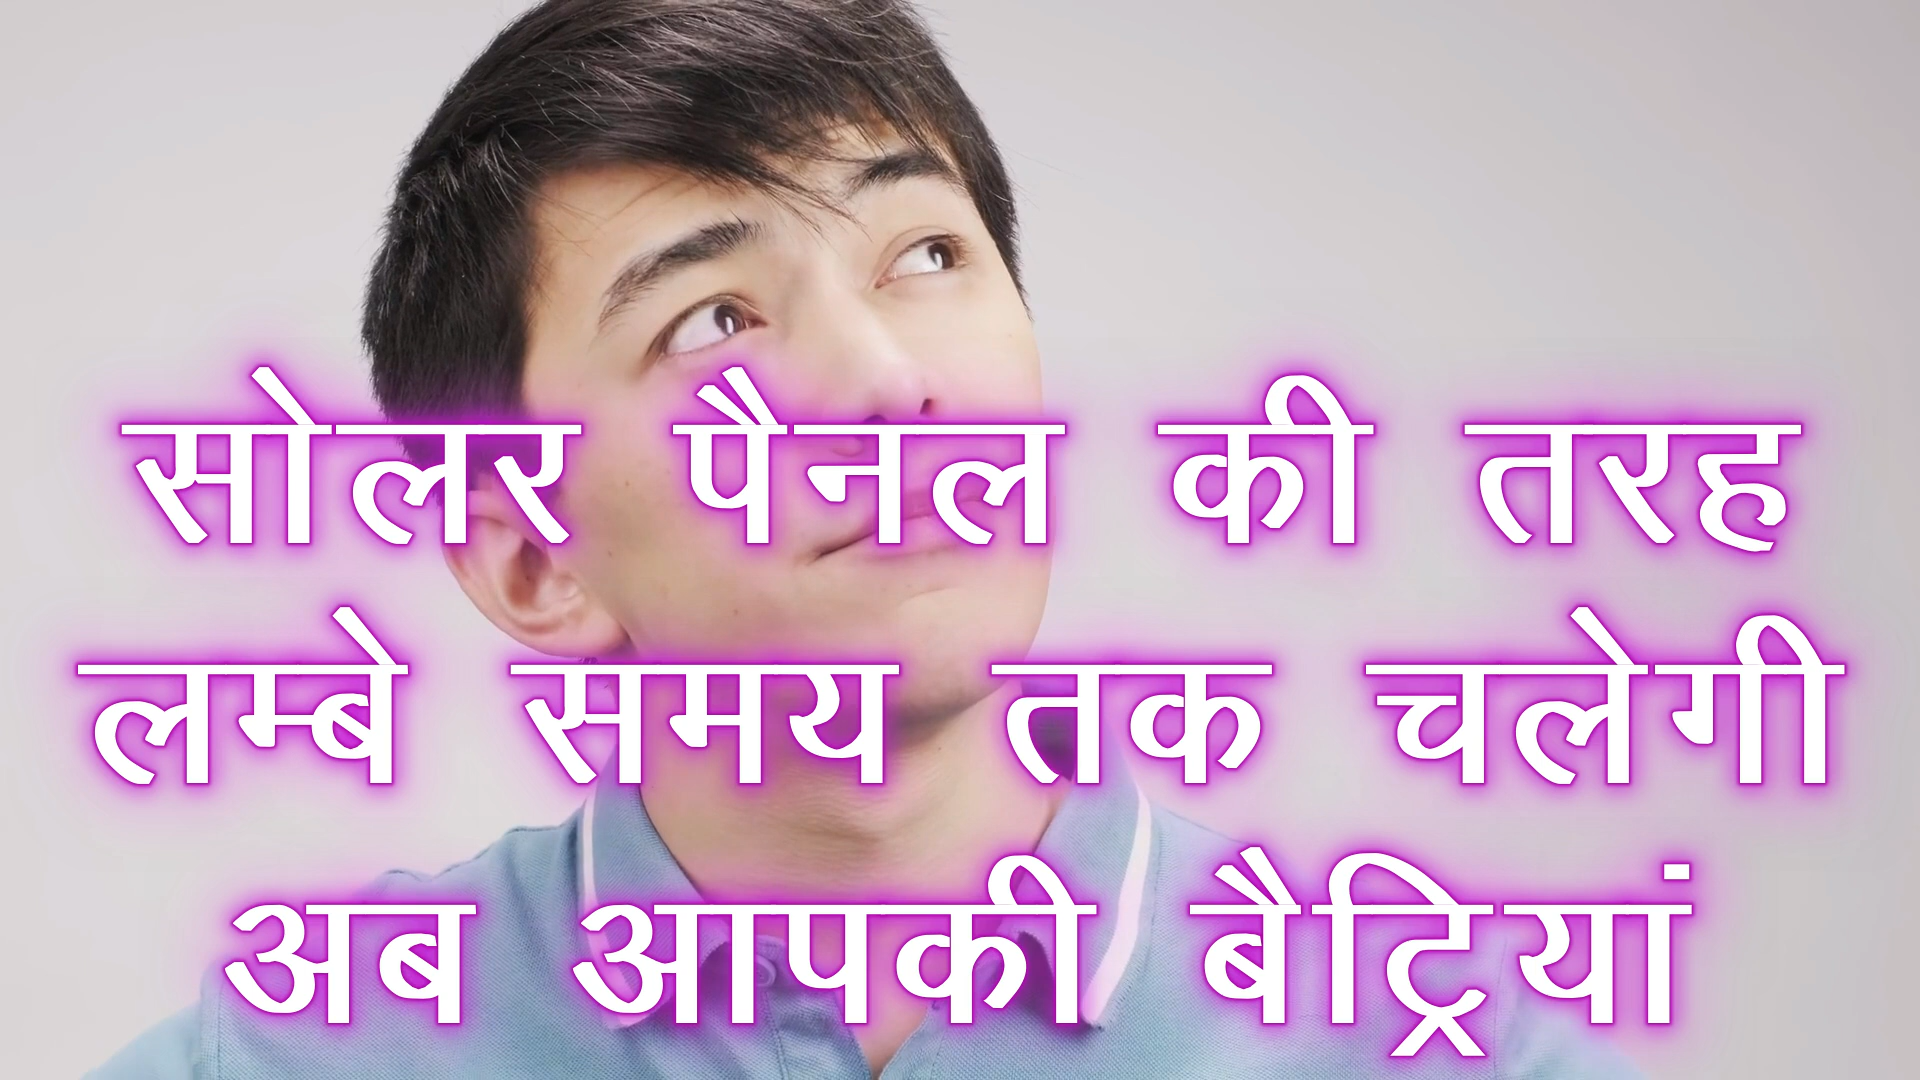 सोलर पैनल की तरह
लम्बे समय तक चलेगी
अब आपकी बैट्रियां